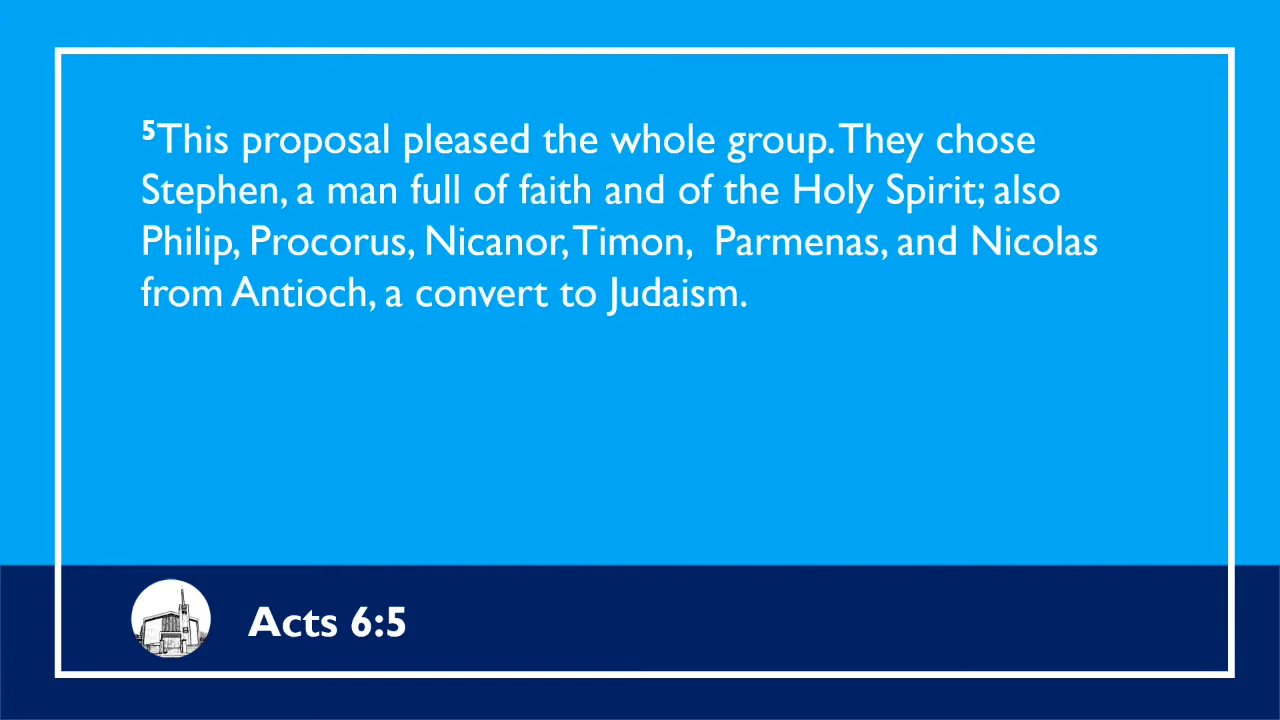 ⁵This proposal pleased the whole group. They chose
Stephen, a man full of faith and of the Holy Spirit; also
Philip, Procorus, Nicanor, Timon,  Parmenas, and Nicolas
from Antioch, a convert to Judaism.
Acts 6:5